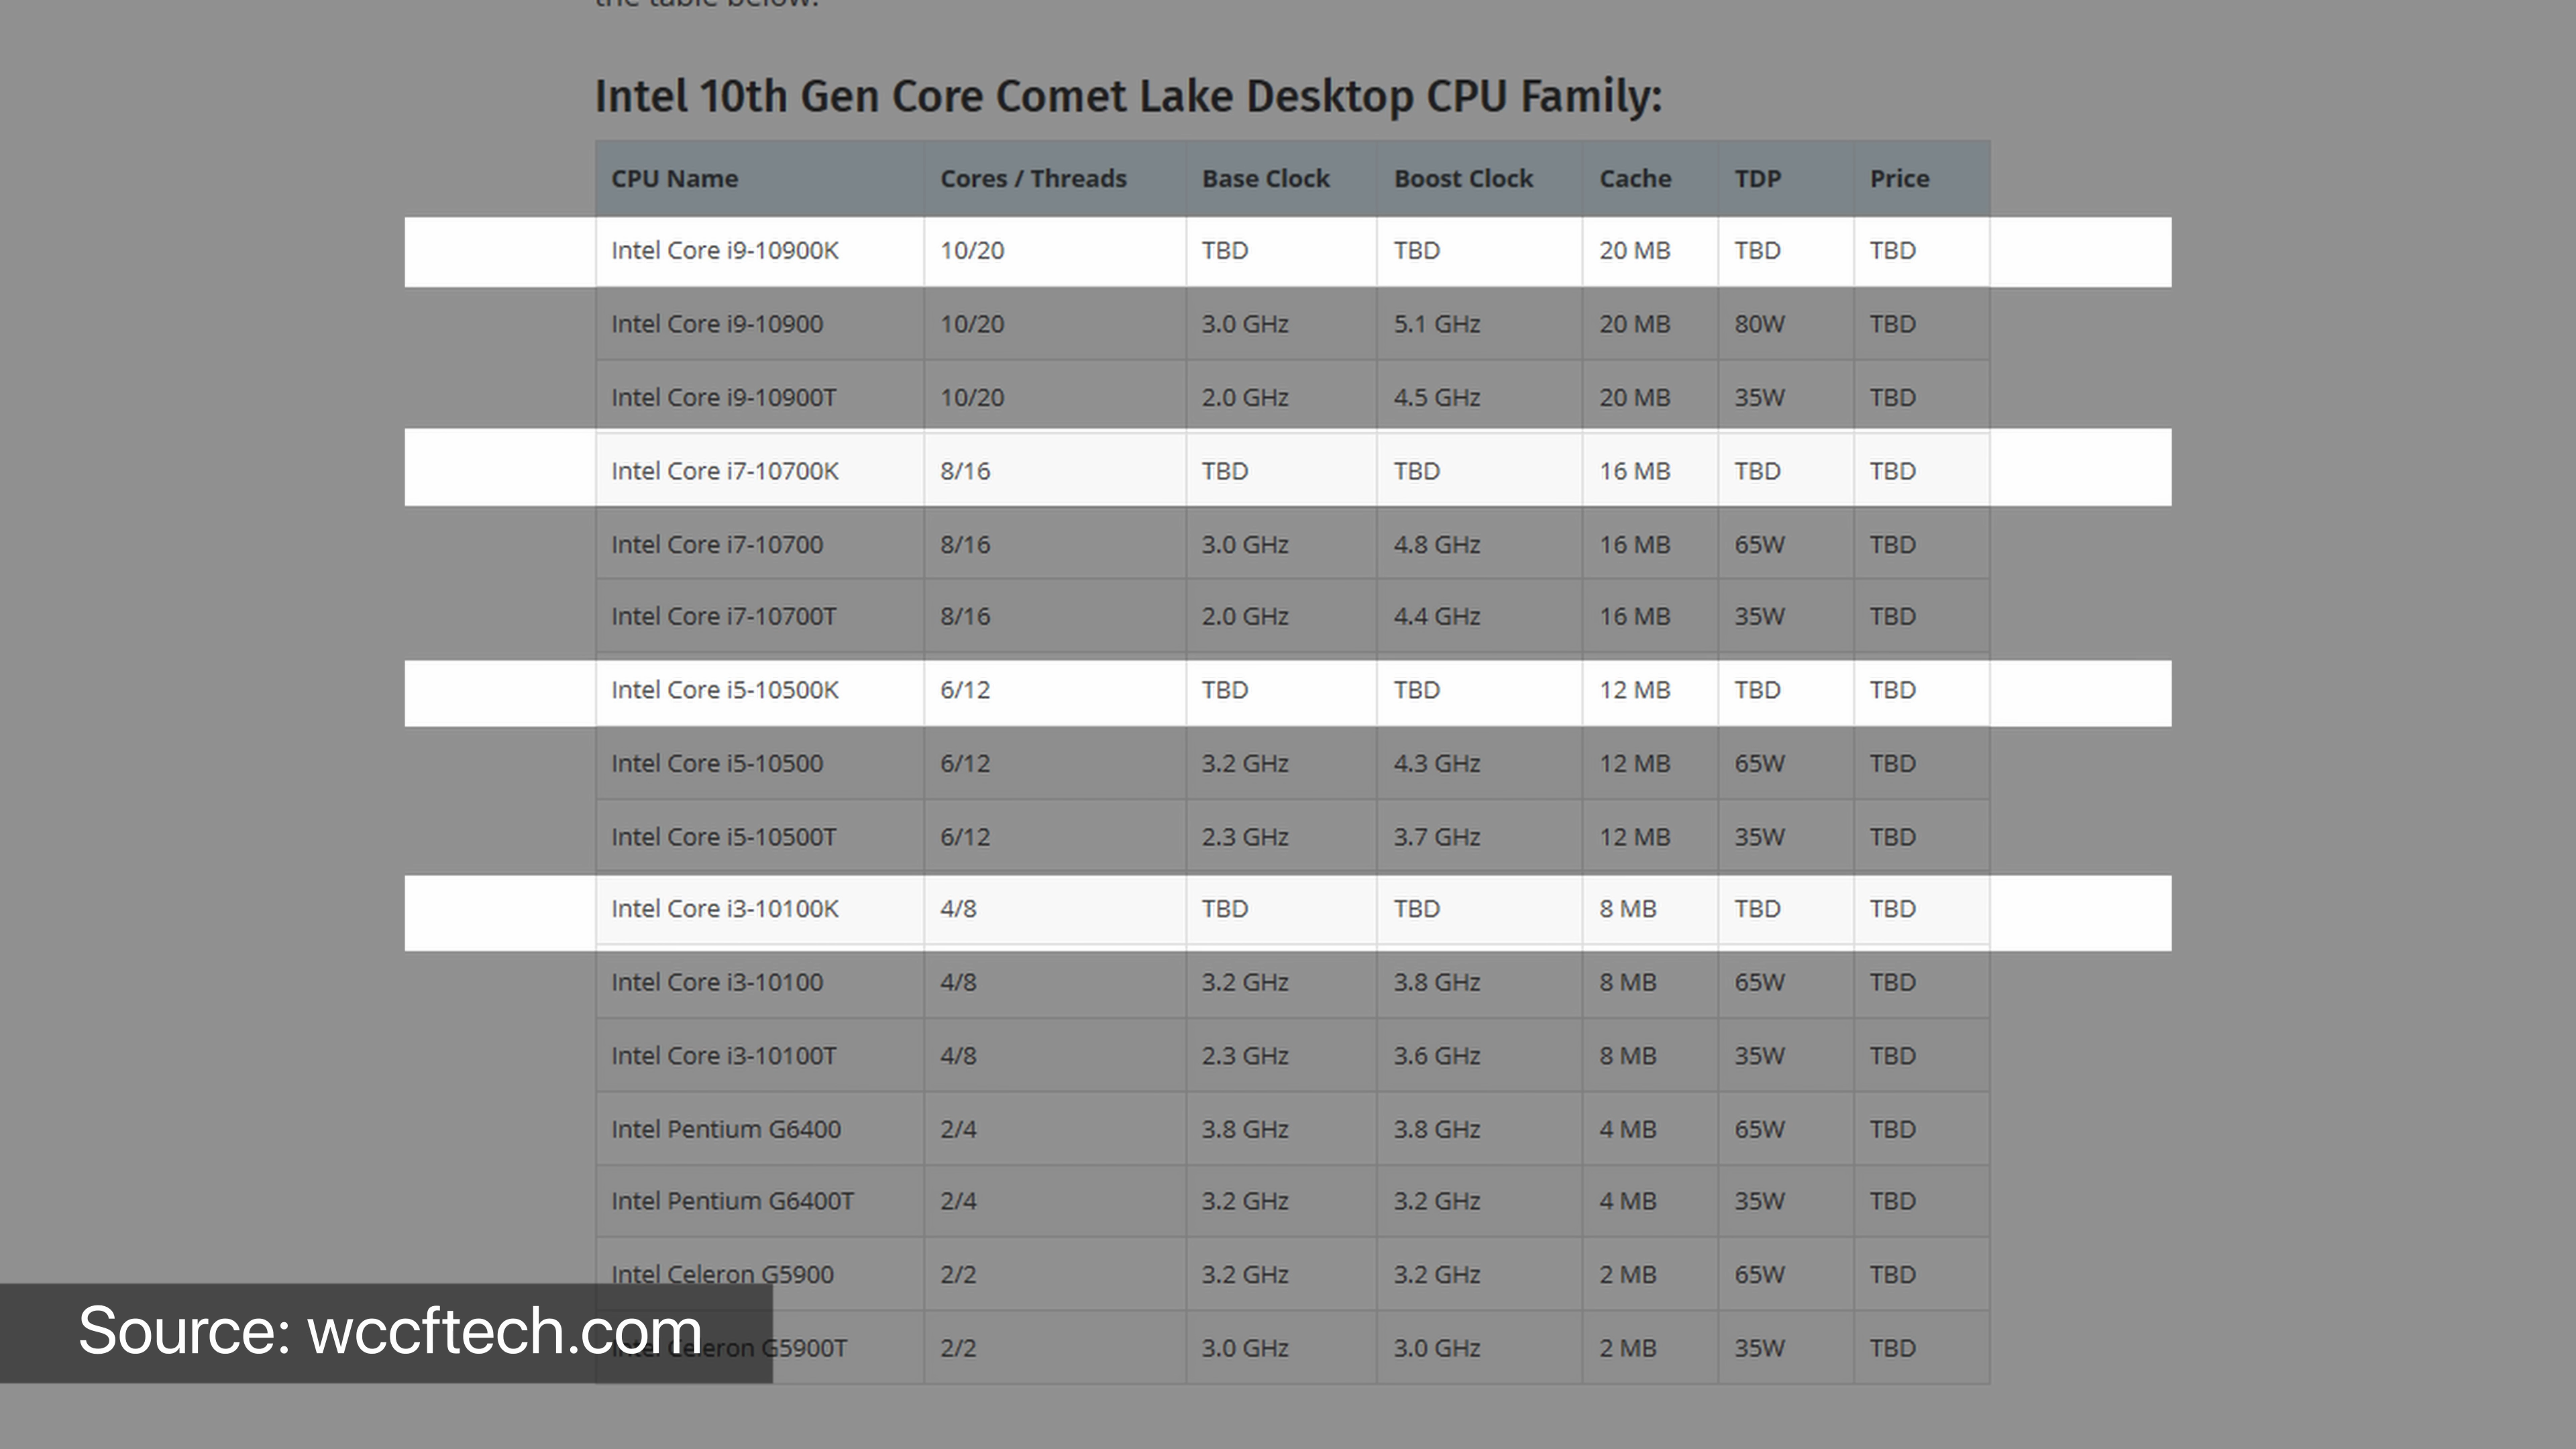 the table below:
Intel 10th Gen Core Comet Lake Desktop CPU Family:
CPU Name Cores / Threads Base Clock Boost Clock Cache TDP Price
Intel Core i9-10900K 10/20 TBD TBD 20 MB TBD TBD
Intel Core i9-10900 10/20 3.0 GHz 5.1 GHz 20 MB 80W TBD
Intel Core i9-10900T 10/20 2.0 GHz 4.5 GHz 20 MB 35W TBD
Intel Core i7-10700K 8/16 TBD TBD 16 MB TBD TBD
Intel Core i7-10700 8/16 3.0 GHz 4.8 GHz 16 MB 65W TBD
Intel Core i7-10700T 8/16 2.0 GHz 4.4 GHz 16 MB 35W TBD
Intel Core i5-10500K 6/12 TBD TBD 12 MB TBD TBD
Intel Core i5-10500 6/12 3.2 GHz 4.3 GHz 12 MB 65W TBD
Intel Core i5-10500T 6/12 2.3 GHz 3.7 GHz 12 MB 35W TBD
Intel Core i3-10100K 4/8 TBD TBD 8 MB TBD TBD
Intel Core i3-10100 4/8 3.2 GHz 3.8 GHz 8 MB 65W TBD
Intel Core i3-10100T 4/8 2.3 GHz 3.6 GHz 8 MB 35W TBD
Intel Pentium G6400 2/4 3.8 GHz 3.8 GHz 4 MB 65W TBD
Intel Pentium G6400T 2/4 3.2 GHz 3.2 GHz 4 MB 35W TBD
Intel Celeron G5900 2/2 3.2 GHz 3.2 GHz 2 MB 65W TBD
Intel Celeron G5900T 2/2 3.0 GHz 3.0 GHz 2 MB 35W TBD
Source: wccftech.com